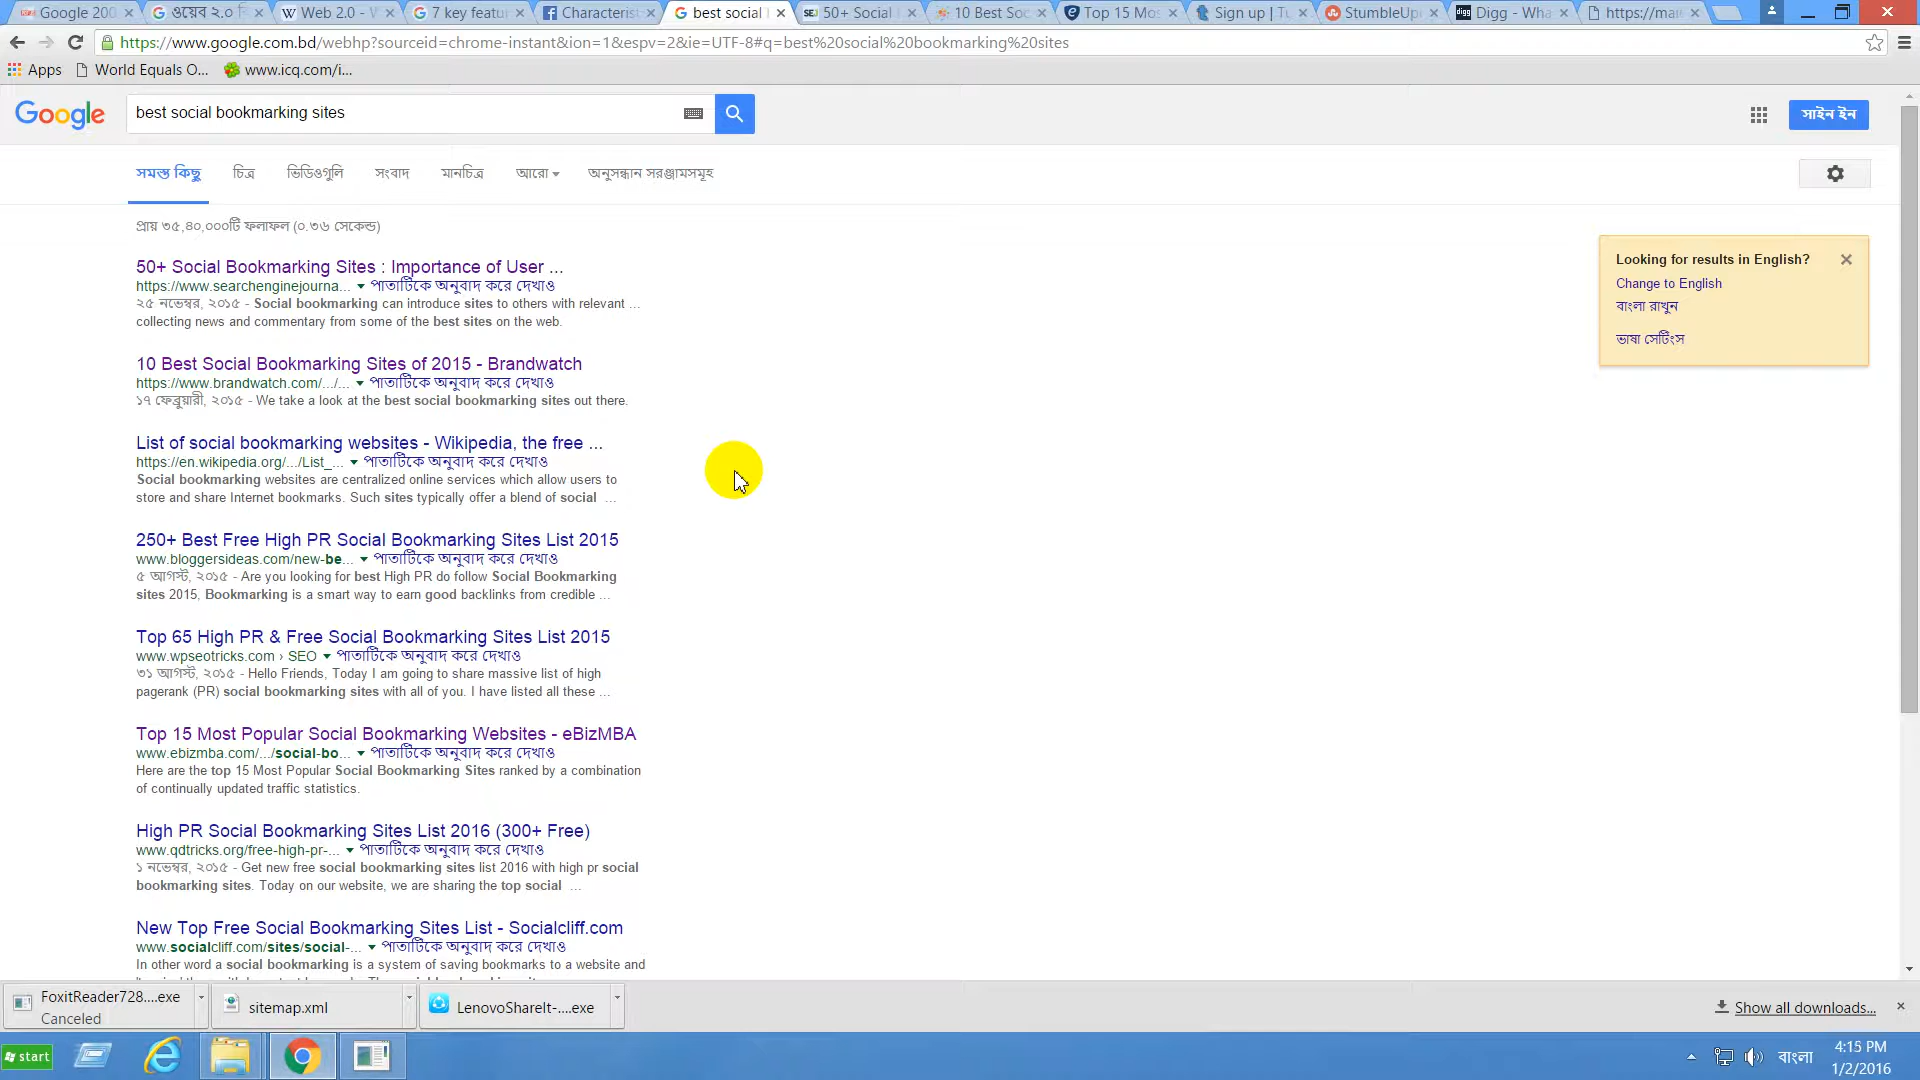 Google 200
ওয়েব ২.০
Web 2.0 - W
7 key featu
Characteris
best social
50+ Social
10 Best Soc
Top 15 Mos
Sign up | Tu
StumbleUp
Digg - Wha
https://ma
https://www.google.com.bd/webhp?sourceid=chrome-instant&ion=1&espv=2&ie=UTF-8#q=best%20social%20bookmarking%20sites
Apps World Equals O... www.icq.com/i...
Google best social bookmarking sites সাইন ইন
সমস্ত কিছু চিত্র ভিডিওগুলি সংবাদ মানচিত্র আরো অনুসন্ধান সরঞ্জামসমূহ
প্রায় ৩৫,৪০,০০০টি ফলাফল (০.৩৬ সেকেন্ড)
50+ Social Bookmarking Sites : Importance of User ...
https://www.searchenginejourna... পাতাটিকে অনুবাদ করে দেখাও
২৫ নভেম্বর, ২০১৫ - Social bookmarking can introduce sites to others with relevant ...
collecting news and commentary from some of the best sites on the web.
10 Best Social Bookmarking Sites of 2015 - Brandwatch
https://www.brandwatch.com/.../... পাতাটিকে অনুবাদ করে দেখাও
১৭ ফেব্রুয়ারী, ২০১৫ - We take a look at the best social bookmarking sites out there.
List of social bookmarking websites - Wikipedia, the free ...
https://en.wikipedia.org/.../List_... পাতাটিকে অনুবাদ করে দেখাও
Social bookmarking websites are centralized online services which allow users to
store and share Internet bookmarks. Such sites typically offer a blend of social ...
250+ Best Free High PR Social Bookmarking Sites List 2015
www.bloggersideas.com/new-be... পাতাটিকে অনুবাদ করে দেখাও
৫ আগস্ট, ২০১৫ - Are you looking for best High PR do follow Social Bookmarking
sites 2015, Bookmarking is a smart way to earn good backlinks from credible ...
Top 65 High PR & Free Social Bookmarking Sites List 2015
www.wpseotricks.com › SEO পাতাটিকে অনুবাদ করে দেখাও
৩১ আগস্ট, ২০১৫ - Hello Friends, Today I am going to share massive list of high
pagerank (PR) social bookmarking sites with all of you. I have listed all these ...
Top 15 Most Popular Social Bookmarking Websites - eBizMBA
www.ebizmba.com/.../social-bo... পাতাটিকে অনুবাদ করে দেখাও
Here are the top 15 Most Popular Social Bookmarking Sites ranked by a combination
of continually updated traffic statistics.
High PR Social Bookmarking Sites List 2016 (300+ Free)
www.qdtricks.org/free-high-pr-... পাতাটিকে অনুবাদ করে দেখাও
১ নভেম্বর, ২০১৫ - Get new free social bookmarking sites list 2016 with high pr social
bookmarking sites. Today on our website, we are sharing the top social ...
New Top Free Social Bookmarking Sites List - Socialcliff.com
www.socialcliff.com/sites/social-... পাতাটিকে অনুবাদ করে দেখাও
In other word a social bookmarking is a system of saving bookmarks to a website and
Looking for results in English?
Change to English
বাংলা রাখুন
ভাষা সেটিংস
FoxitReader728....exe
Canceled
sitemap.xml
LenovoShareIt-....exe
Show all downloads...
start
বাংলা
4:15 PM
1/2/2016